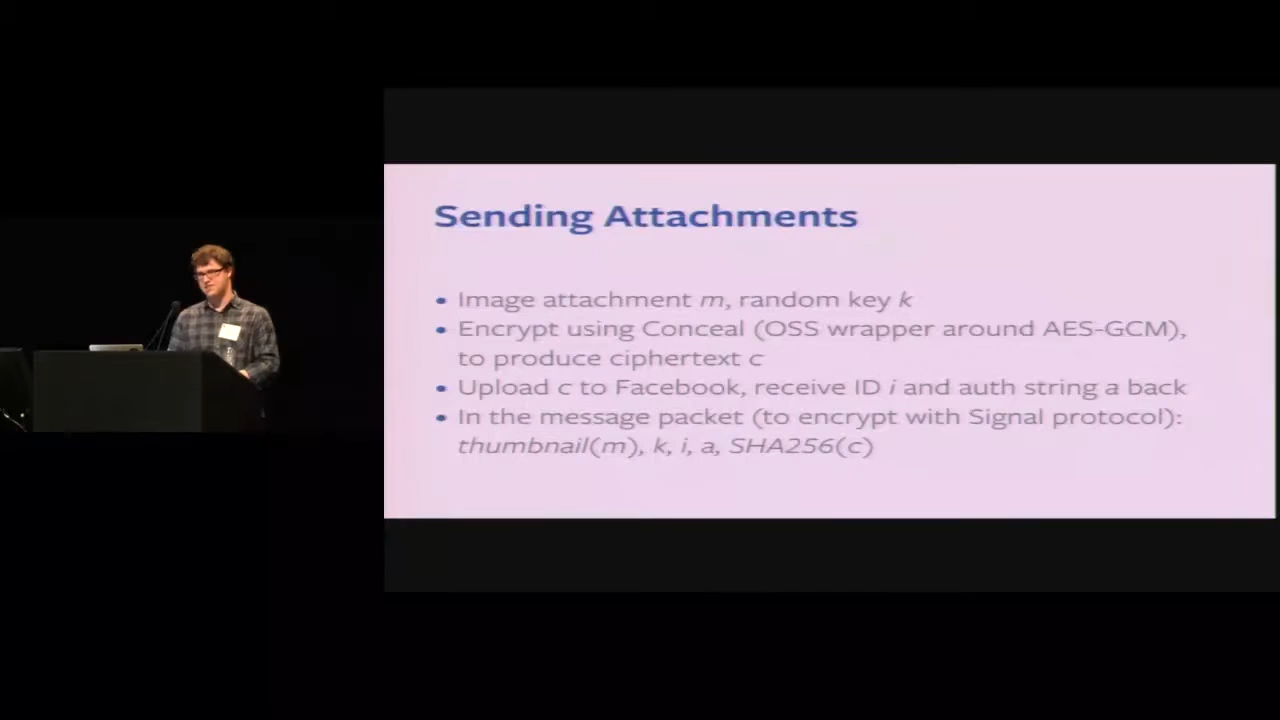 Sending Attachments
• Image attachment m, random key k
• Encrypt using Conceal (OSS wrapper around AES-GCM),
to produce ciphertext c
• Upload c to Facebook, receive ID i and auth string a back
• In the message packet (to encrypt with Signal protocol):
thumbnail(m), k, i, a, SHA256(c)